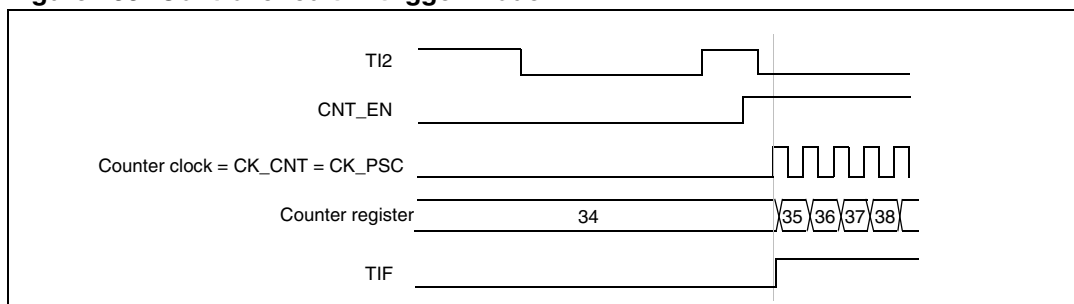 TI2
CNT_EN
Counter clock = CK_CNT = CK_PSC
Counter register 34 35 36 37 38
TIF